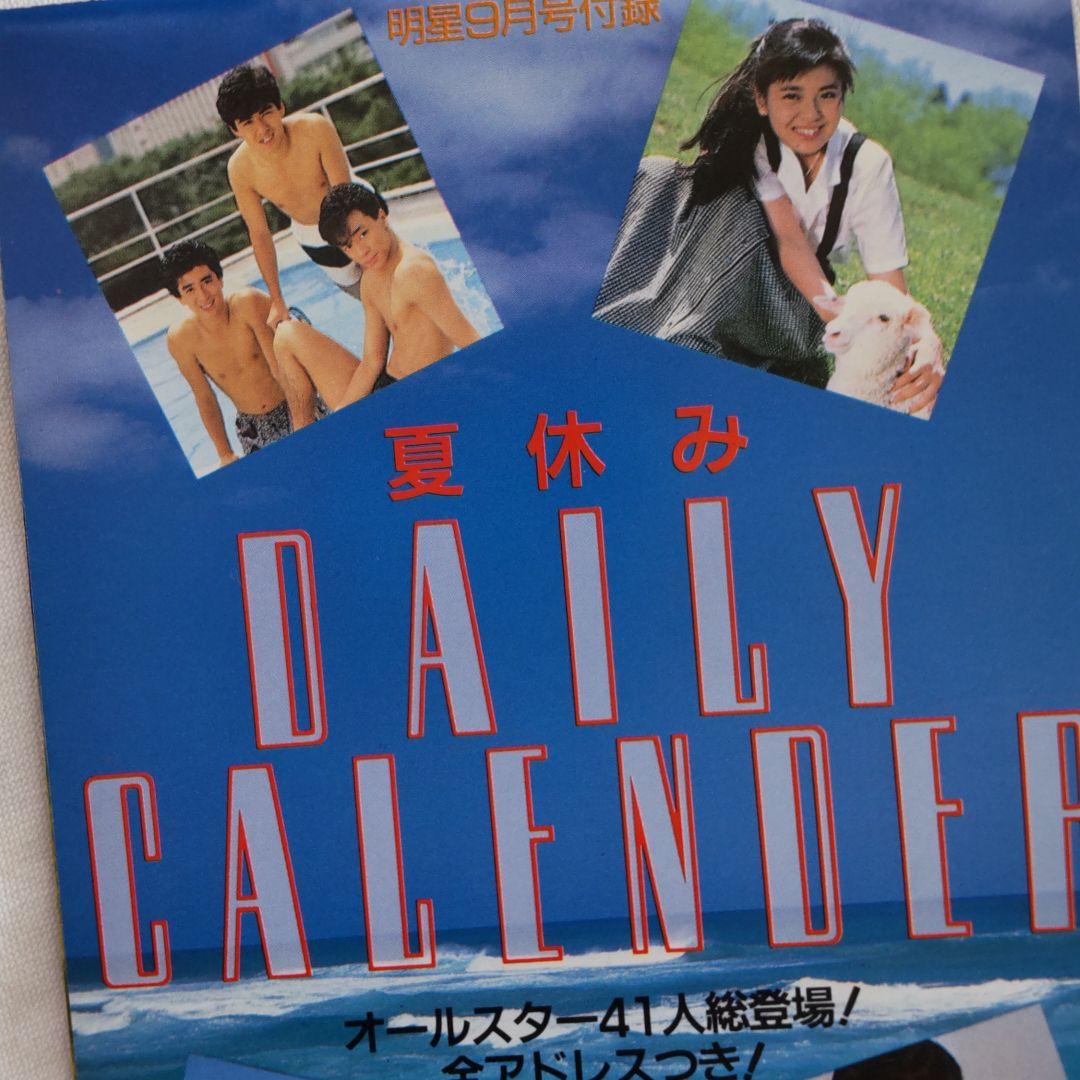 明星9月号付録
夏休み
DAILY
CALENDER
オールスター41人総登場!
全アドレスつき!